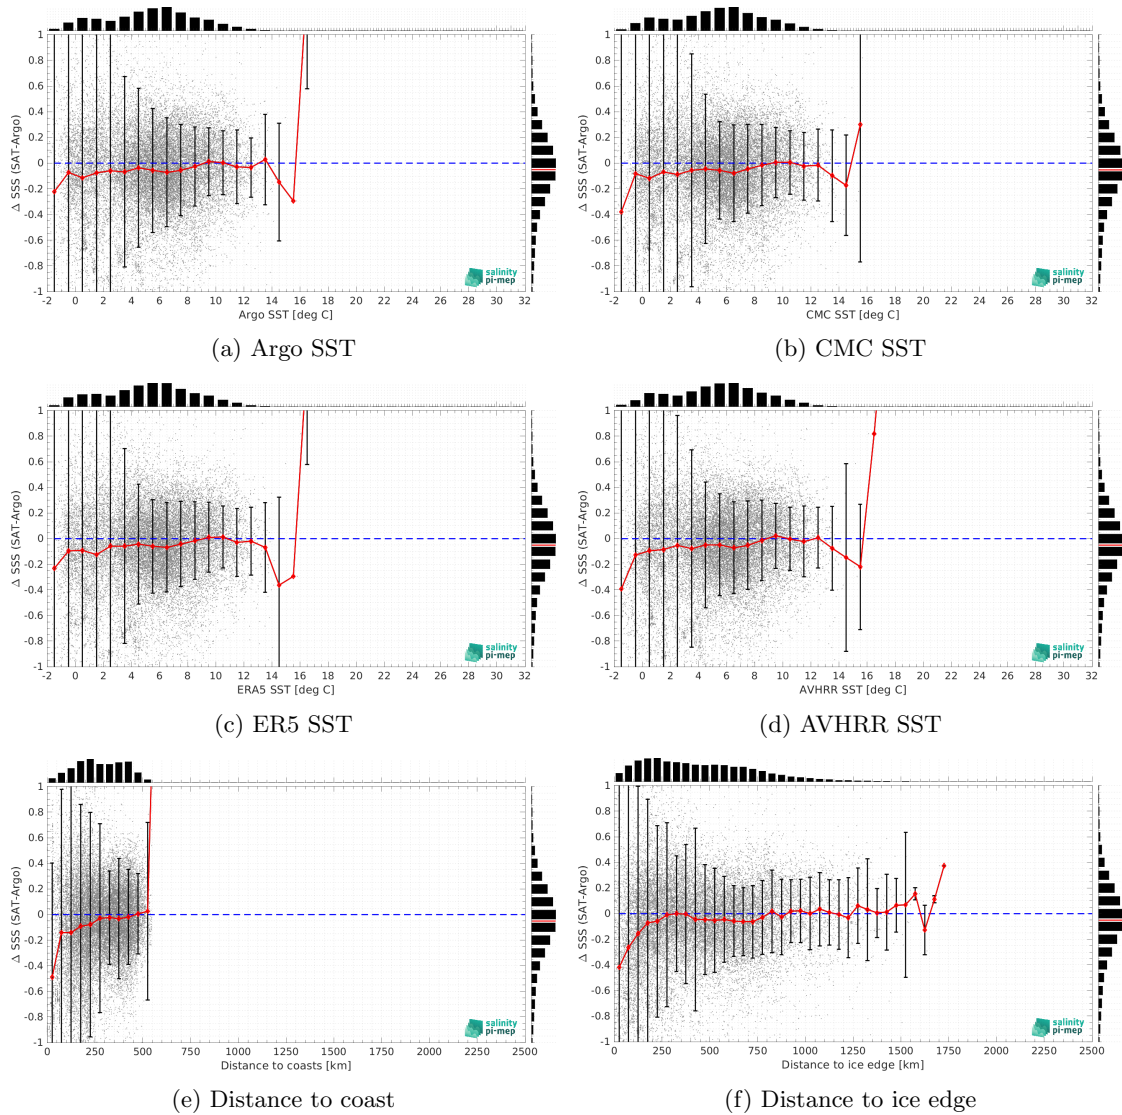 1
0.8
0.6
0.4
0.2
0
-0.2
-0.4
-0.6
-0.8
-1
Δ SSS (SAT-Argo)
salinity
pi-mep
-2 0 2 4 6 8 10 12 14 16 18 20 22 24 26 28 30 32
Argo SST [deg C]
(a) Argo SST
1
0.8
0.6
0.4
0.2
0
-0.2
-0.4
-0.6
-0.8
-1
Δ SSS (SAT-Argo)
salinity
pi-mep
-2 0 2 4 6 8 10 12 14 16 18 20 22 24 26 28 30 32
CMC SST [deg C]
(b) CMC SST
1
0.8
0.6
0.4
0.2
0
-0.2
-0.4
-0.6
-0.8
-1
Δ SSS (SAT-Argo)
salinity
pi-mep
-2 0 2 4 6 8 10 12 14 16 18 20 22 24 26 28 30 32
ERA5 SST [deg C]
(c) ER5 SST
1
0.8
0.6
0.4
0.2
0
-0.2
-0.4
-0.6
-0.8
-1
Δ SSS (SAT-Argo)
salinity
pi-mep
-2 0 2 4 6 8 10 12 14 16 18 20 22 24 26 28 30 32
AVHRR SST [deg C]
(d) AVHRR SST
1
0.8
0.6
0.4
0.2
0
-0.2
-0.4
-0.6
-0.8
-1
Δ SSS (SAT-Argo)
salinity
pi-mep
0 250 500 750 1000 1250 1500 1750 2000 2250 2500
Distance to coasts [km]
(e) Distance to coast
1
0.8
0.6
0.4
0.2
0
-0.2
-0.4
-0.6
-0.8
-1
Δ SSS (SAT-Argo)
salinity
pi-mep
0 250 500 750 1000 1250 1500 1750 2000 2250 2500
Distance to ice edge [km]
(f) Distance to ice edge